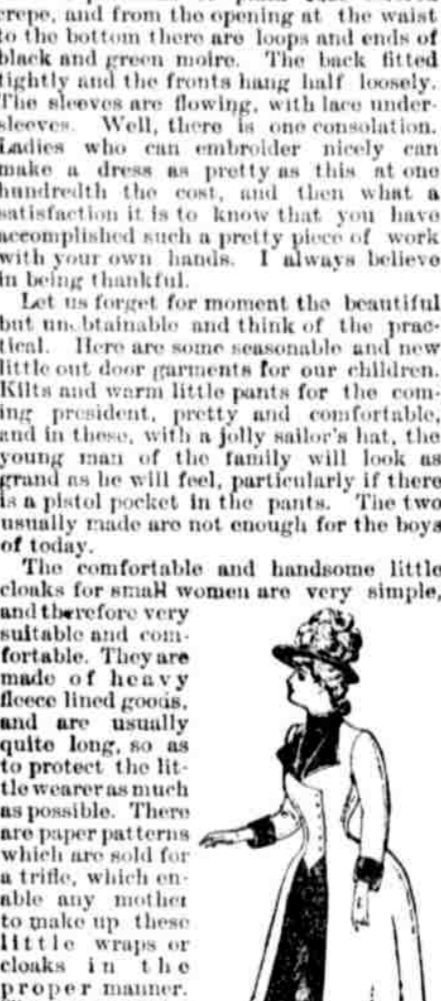 crepe, and from the opening at the waist
to the bottom there are loops and ends of
black and green moire. The back fitted
tightly and the fronts hang half loosely.
The sleeves are flowing, with lace under-
sleeves. Well, there is one consolation.
Ladies who can embroider nicely can
make a dress as pretty as this at one
hundredth the cost, and then what a
satisfaction it is to know that you have
accomplished such a pretty piece of work
with your own hands. I always believe
in being thankful.
Let us forget for moment the beautiful
but un btainable and think of the prac-
tical. Here are some seasonable and new
little out door garments for our children.
Kilts and warm little pants for the com-
ing president, pretty and comfortable,
and in these, with a jolly sailor's hat, the
young man of the family will look as
grand as he will feel, particularly if there
is a pistol pocket in the pants. The two
usually made are not enough for the boys
of today.
The comfortable and handsome little
cloaks for small women are very simple,
and therefore very
suitable and com-
fortable. They are
made of heavy
fleece lined goods,
and are usually
quite long, so as
to protect the lit-
tle wearer as much
as possible. There
are paper patterns
which are sold for
a trifle, which en-
able any mother
to make up these
little wraps or
cloaks in the
proper manner.